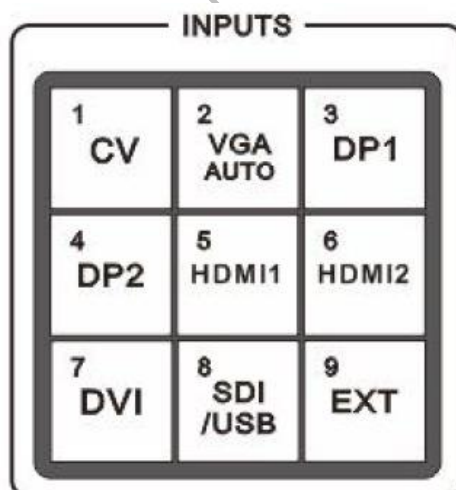 INPUTS
1
CV
2
VGA
AUTO
3
DP1
4
DP2
5
HDMI1
6
HDMI2
7
DVI
8
SDI
/USB
9
EXT